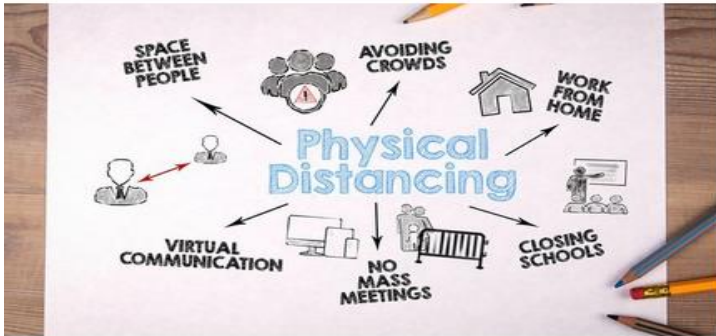 SPACE
BETWEEN
PEOPLE
AVOIDING
CROWDS
WORK
FROM
HOME
Physical
Distancing
VIRTUAL
COMMUNICATION
NO
MASS
MEETINGS
CLOSING
SCHOOLS